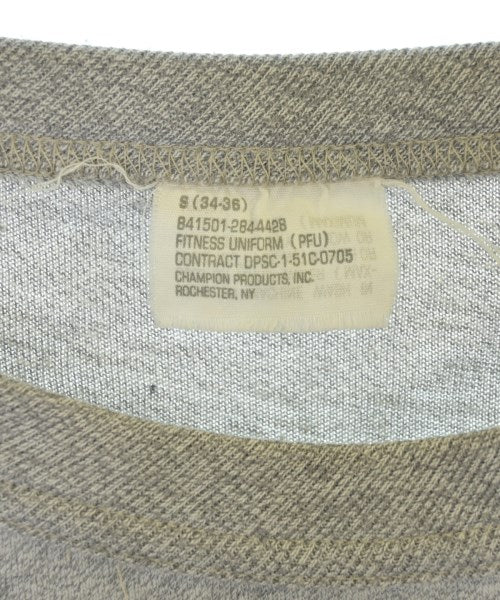 S (34-36)
841501-2844428
FITNESS UNIFORM (PFU)
CONTRACT DPSC-1-51C-0705
CHAMPION PRODUCTS, INC.
ROCHESTER, NY